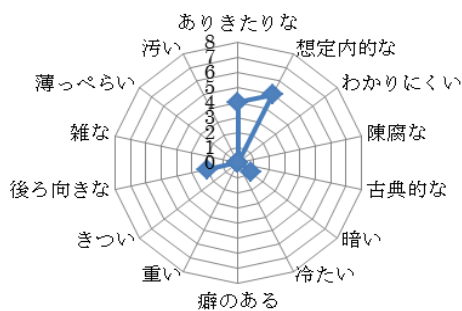 ありきたりな
想定内的な
わかりにくい
陳腐な
古典的な
暗い
冷たい
癖のある
重い
きつい
後ろ向きな
雑な
薄っぺらい
汚い
8
7
6
5
4
3
2
1
0